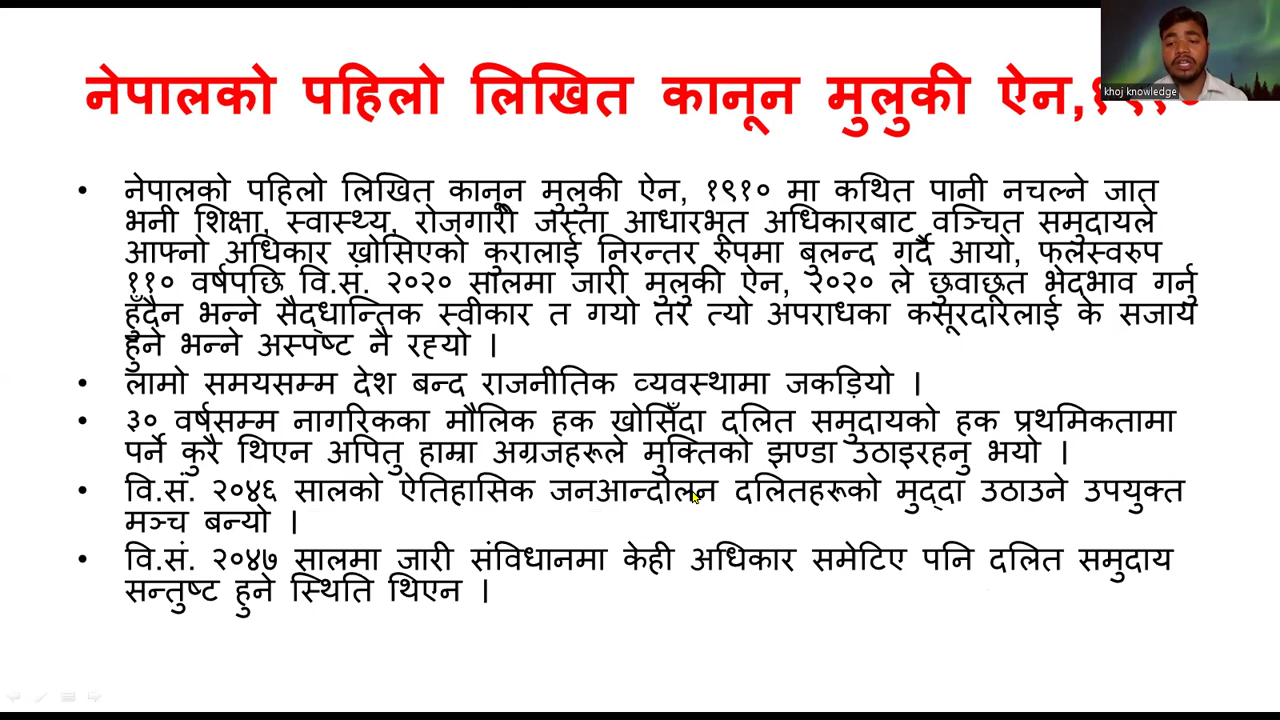 नेपालको पहिलो लिखित कानून मुलुकी ऐन,
khoj knowledge
• नेपालको पहिलो लिखित कानून मुलुकी ऐन, १९१० मा कथित पानी नचल्ने जात
भनी शिक्षा, स्वास्थ्य, रोजगारी जस्ता आधारभूत अधिकारबाट वञ्चित समुदायले
आफ्नो अधिकार खोसिएको कुरालाई निरन्तर रुपमा बुलन्द गर्दै आयो, फलस्वरुप
११० वर्षपछि वि.सं. २०२० सालमा जारी मुलुकी ऐन, २०२० ले छुवाछूत भेदभाव गर्नु
हुँदैन भन्ने सैद्धान्तिक स्वीकार त गयो तर त्यो अपराधका कसूरदारलाई के सजाय
हुने भन्ने अस्पष्ट नै रह्यो ।
• लामो समयसम्म देश बन्द राजनीतिक व्यवस्थामा जकड़ियो ।
• ३० वर्षसम्म नागरिकका मौलिक हक खोसिँदा दलित समुदायको हक प्रथमिकतामा
पर्ने कुरै थिएन अपितु हाम्रा अग्रजहरूले मुक्तिको झण्डा उठाइरहनु भयो ।
• वि.सं. २०४६ सालको ऐतिहासिक जनआन्दोलन दलितहरूको मुद्दा उठाउने उपयुक्त
मञ्च बन्यो ।
• वि.सं. २०४७ सालमा जारी संविधानमा केही अधिकार समेटिए पनि दलित समुदाय
सन्तुष्ट हुने स्थिति थिएन ।